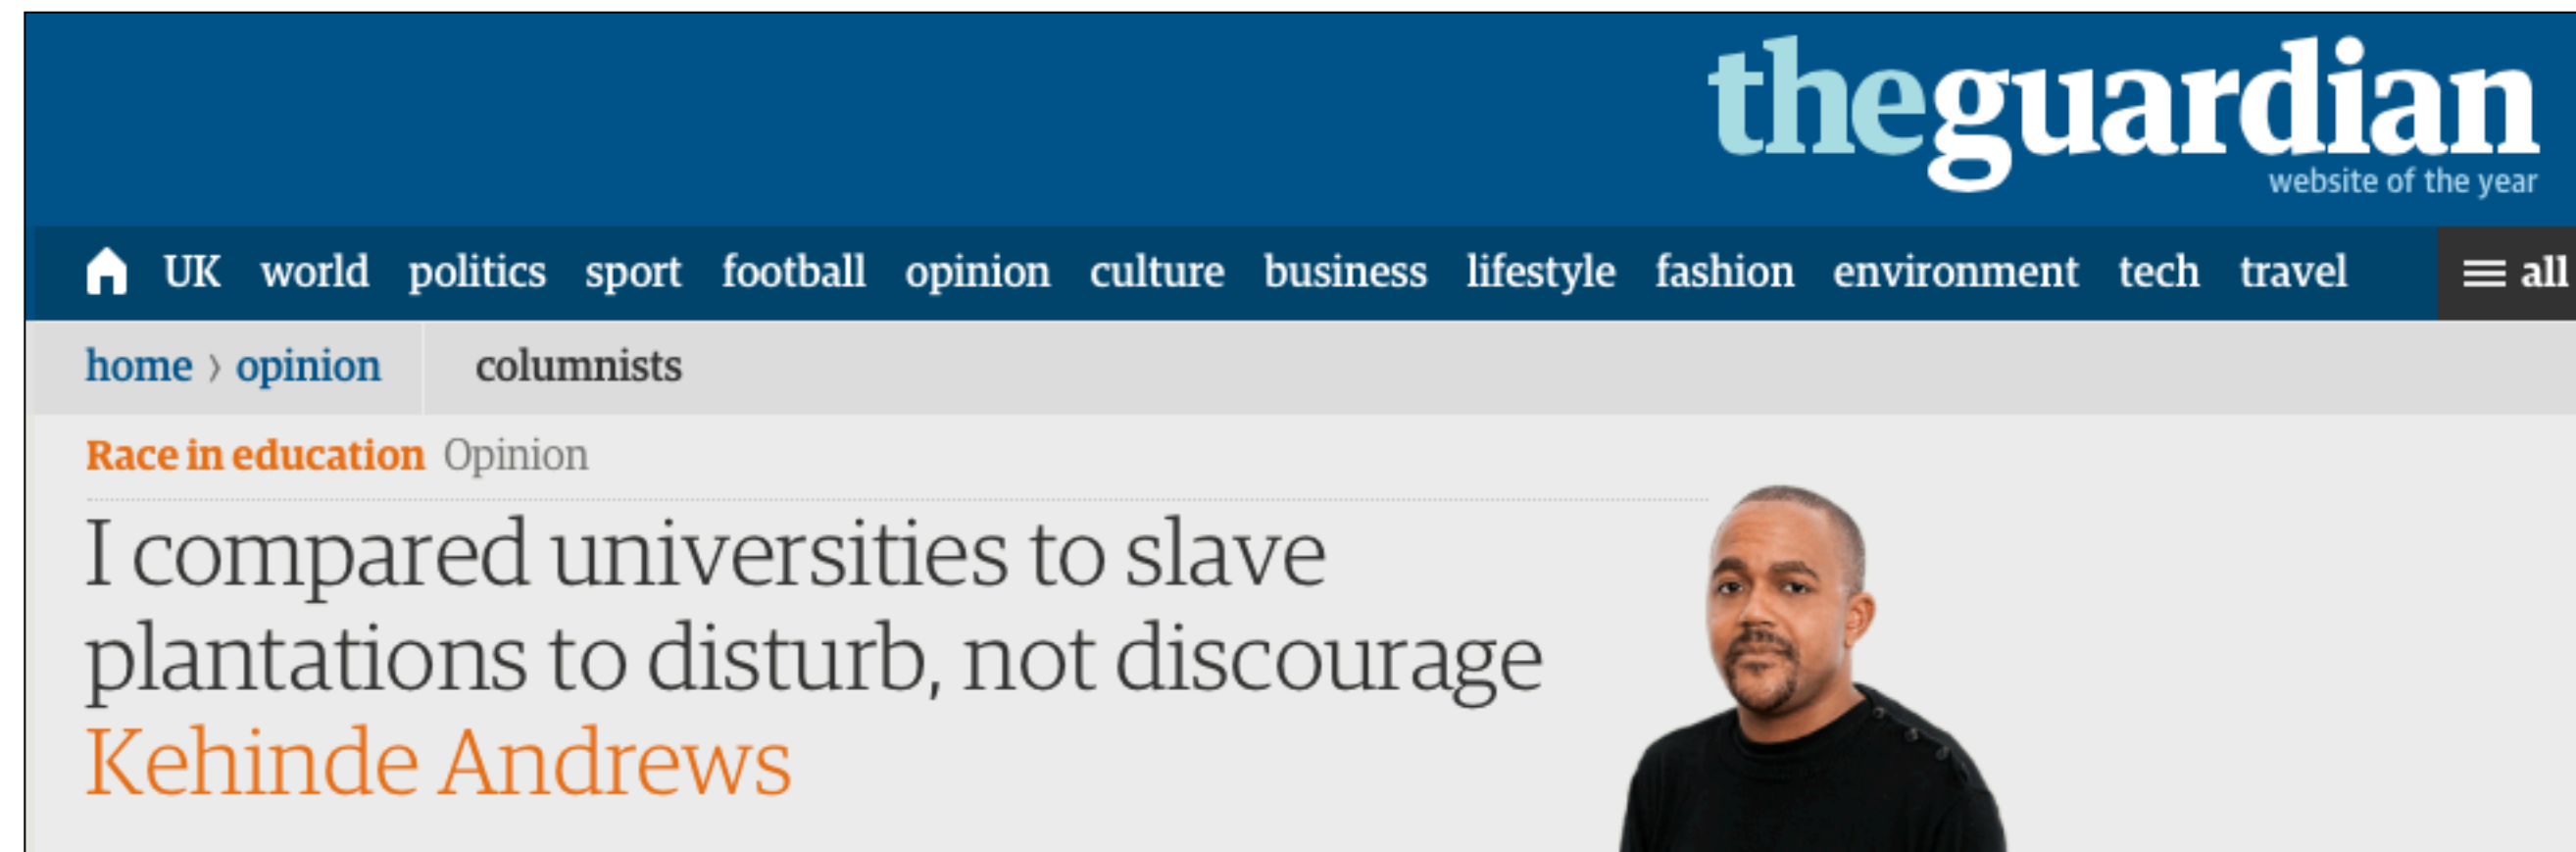 theguardian
website of the year
UK world politics sport football opinion culture business lifestyle fashion environment tech travel all
home › opinion columnists
Race in education Opinion
I compared universities to slave
plantations to disturb, not discourage
Kehinde Andrews